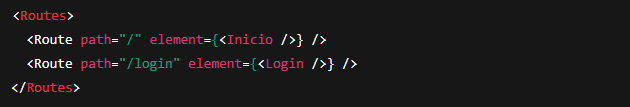 <Routes>
<Route path="/" element={<Inicio />} />
<Route path="/login" element={<Login />} />
</Routes>